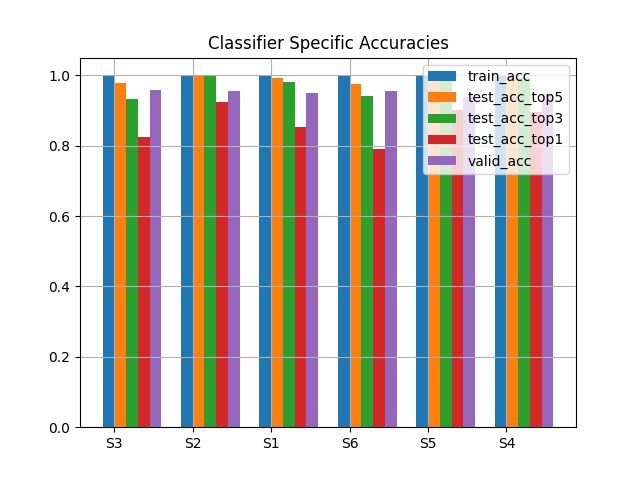 Classifier Specific Accuracies
1.0
0.8
0.6
0.4
0.2
0.0
train_acc
test_acc_top5
test_acc_top3
test_acc_top1
valid_acc
S3 S2 S1 S6 S5 S4